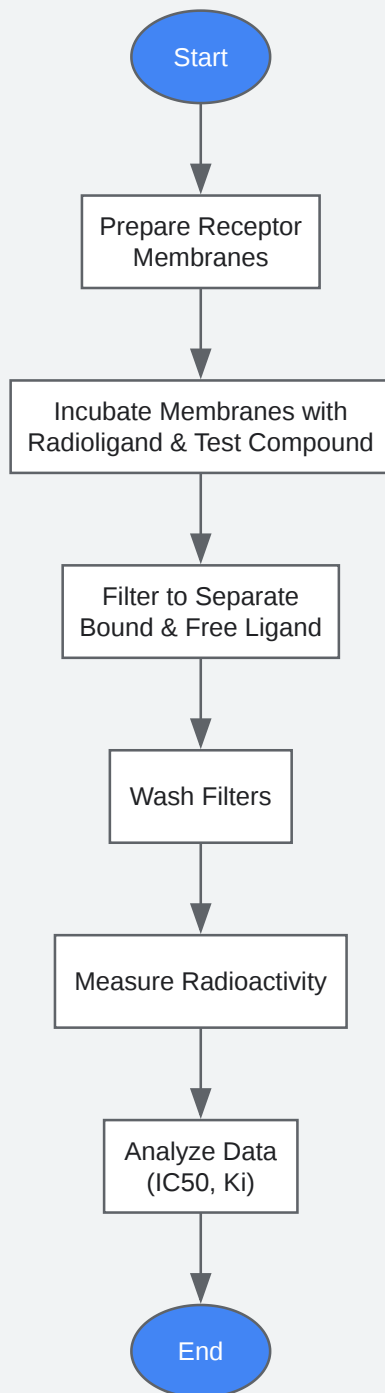 Start
Prepare Receptor
Membranes
Incubate Membranes with
Radioligand & Test Compound
Filter to Separate
Bound & Free Ligand
Wash Filters
Measure Radioactivity
Analyze Data
(IC50, Ki)
End